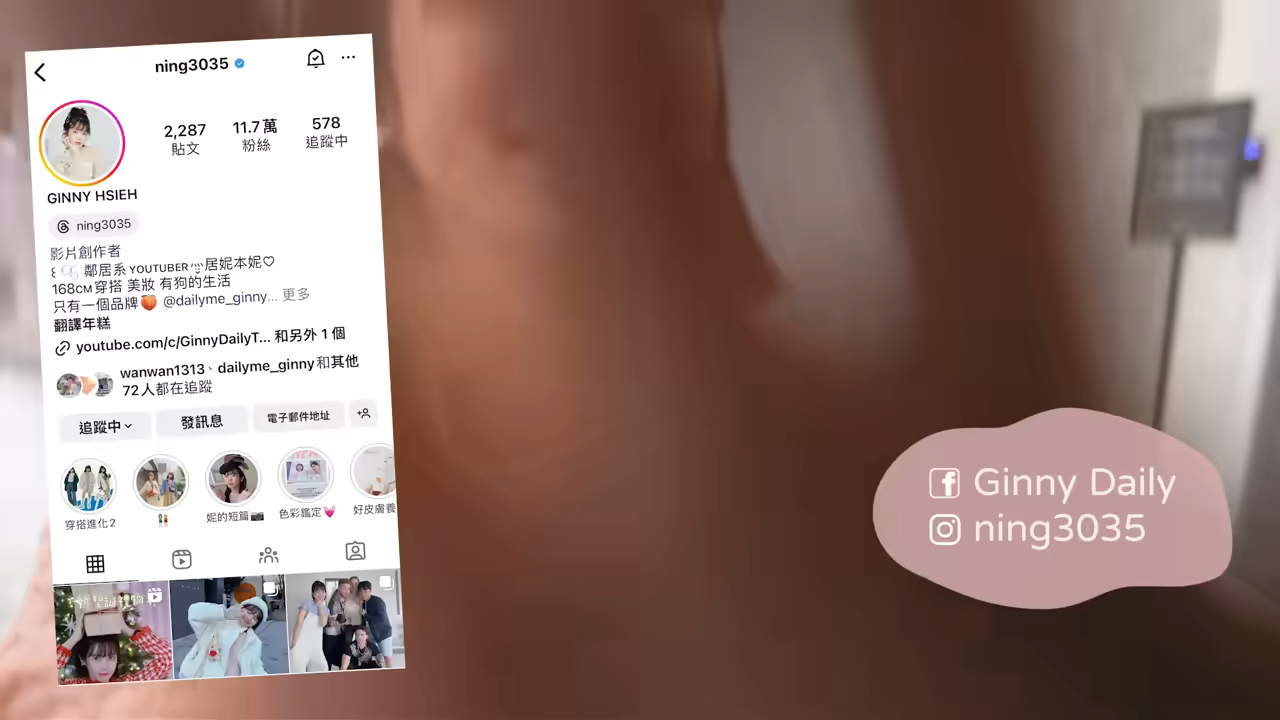 ning3035
2,287
貼文
11.7萬
粉絲
578
追蹤中
GINNY HSIEH
ning3035
影片創作者
鄰居系 YOUTUBER 居妮本妮♡
168CM穿搭 美妝 有狗的生活
只有一個品牌🍑 @dailyme_ginny... 更多
翻譯年糕
youtube.com/c/GinnyDailyT... 和另外 1 個
wanwan1313、dailyme_ginny和其他
72人都在追蹤
追蹤中
發訊息
電子郵件地址
穿搭進化2
妮的短篇📷
色彩鑑定💓
好皮膚養
Ginny Daily
ning3035